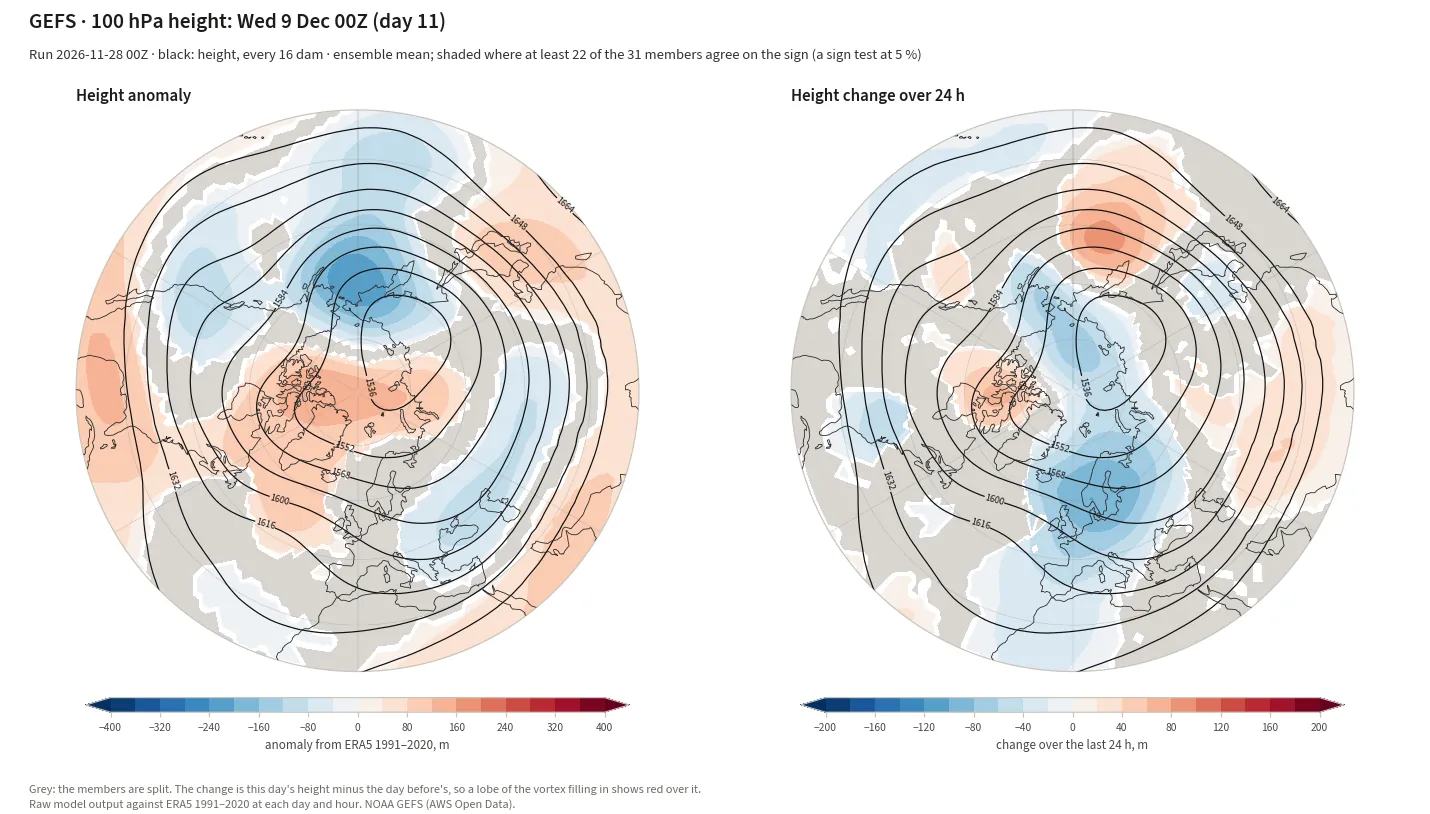 GEFS · 100 hPa height: Wed 9 Dec 00Z (day 11)
Run 2026-11-28 00Z · black: height, every 16 dam · ensemble mean; shaded where at least 22 of the 31 members agree on the sign (a sign test at 5 %)
Height anomaly
Height change over 24 h
1664
1648
1584
1536
1552
1568
1632
1600
1616
1664
1648
1584
1536
1552
1568
1632
1600
1616
−400 −320 −240 −160 −80 0 80 160 240 320 400
anomaly from ERA5 1991–2020, m
−200 −160 −120 −80 −40 0 40 80 120 160 200
change over the last 24 h, m
Grey: the members are split. The change is this day's height minus the day before's, so a lobe of the vortex filling in shows red over it.
Raw model output against ERA5 1991–2020 at each day and hour. NOAA GEFS (AWS Open Data).